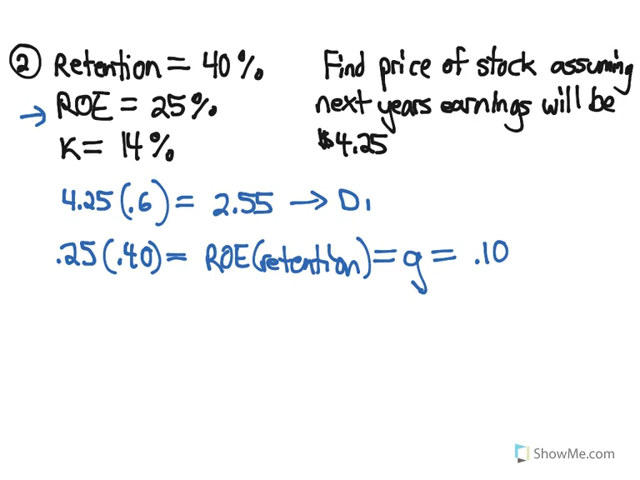 ② Retention = 40%
→ ROE = 25%
K = 14%
Find price of stock assuming
next years earnings will be
$4.25
4.25(.6) = 2.55 → D1
.25(.40) = ROE(retention) = g = .10
ShowMe.com